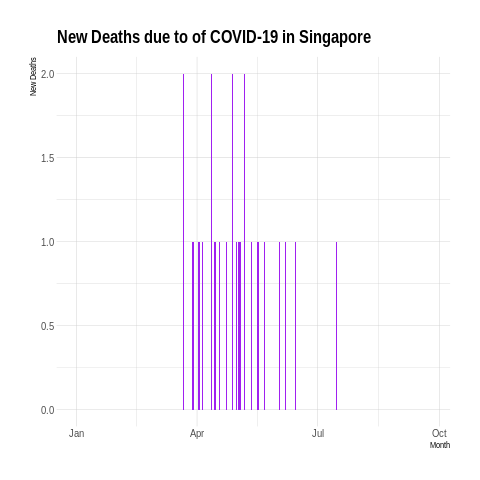 New Deaths due to of COVID-19 in Singapore
New Deaths
2.0
1.5
1.0
0.5
0.0
Jan Apr Jul Oct
Month